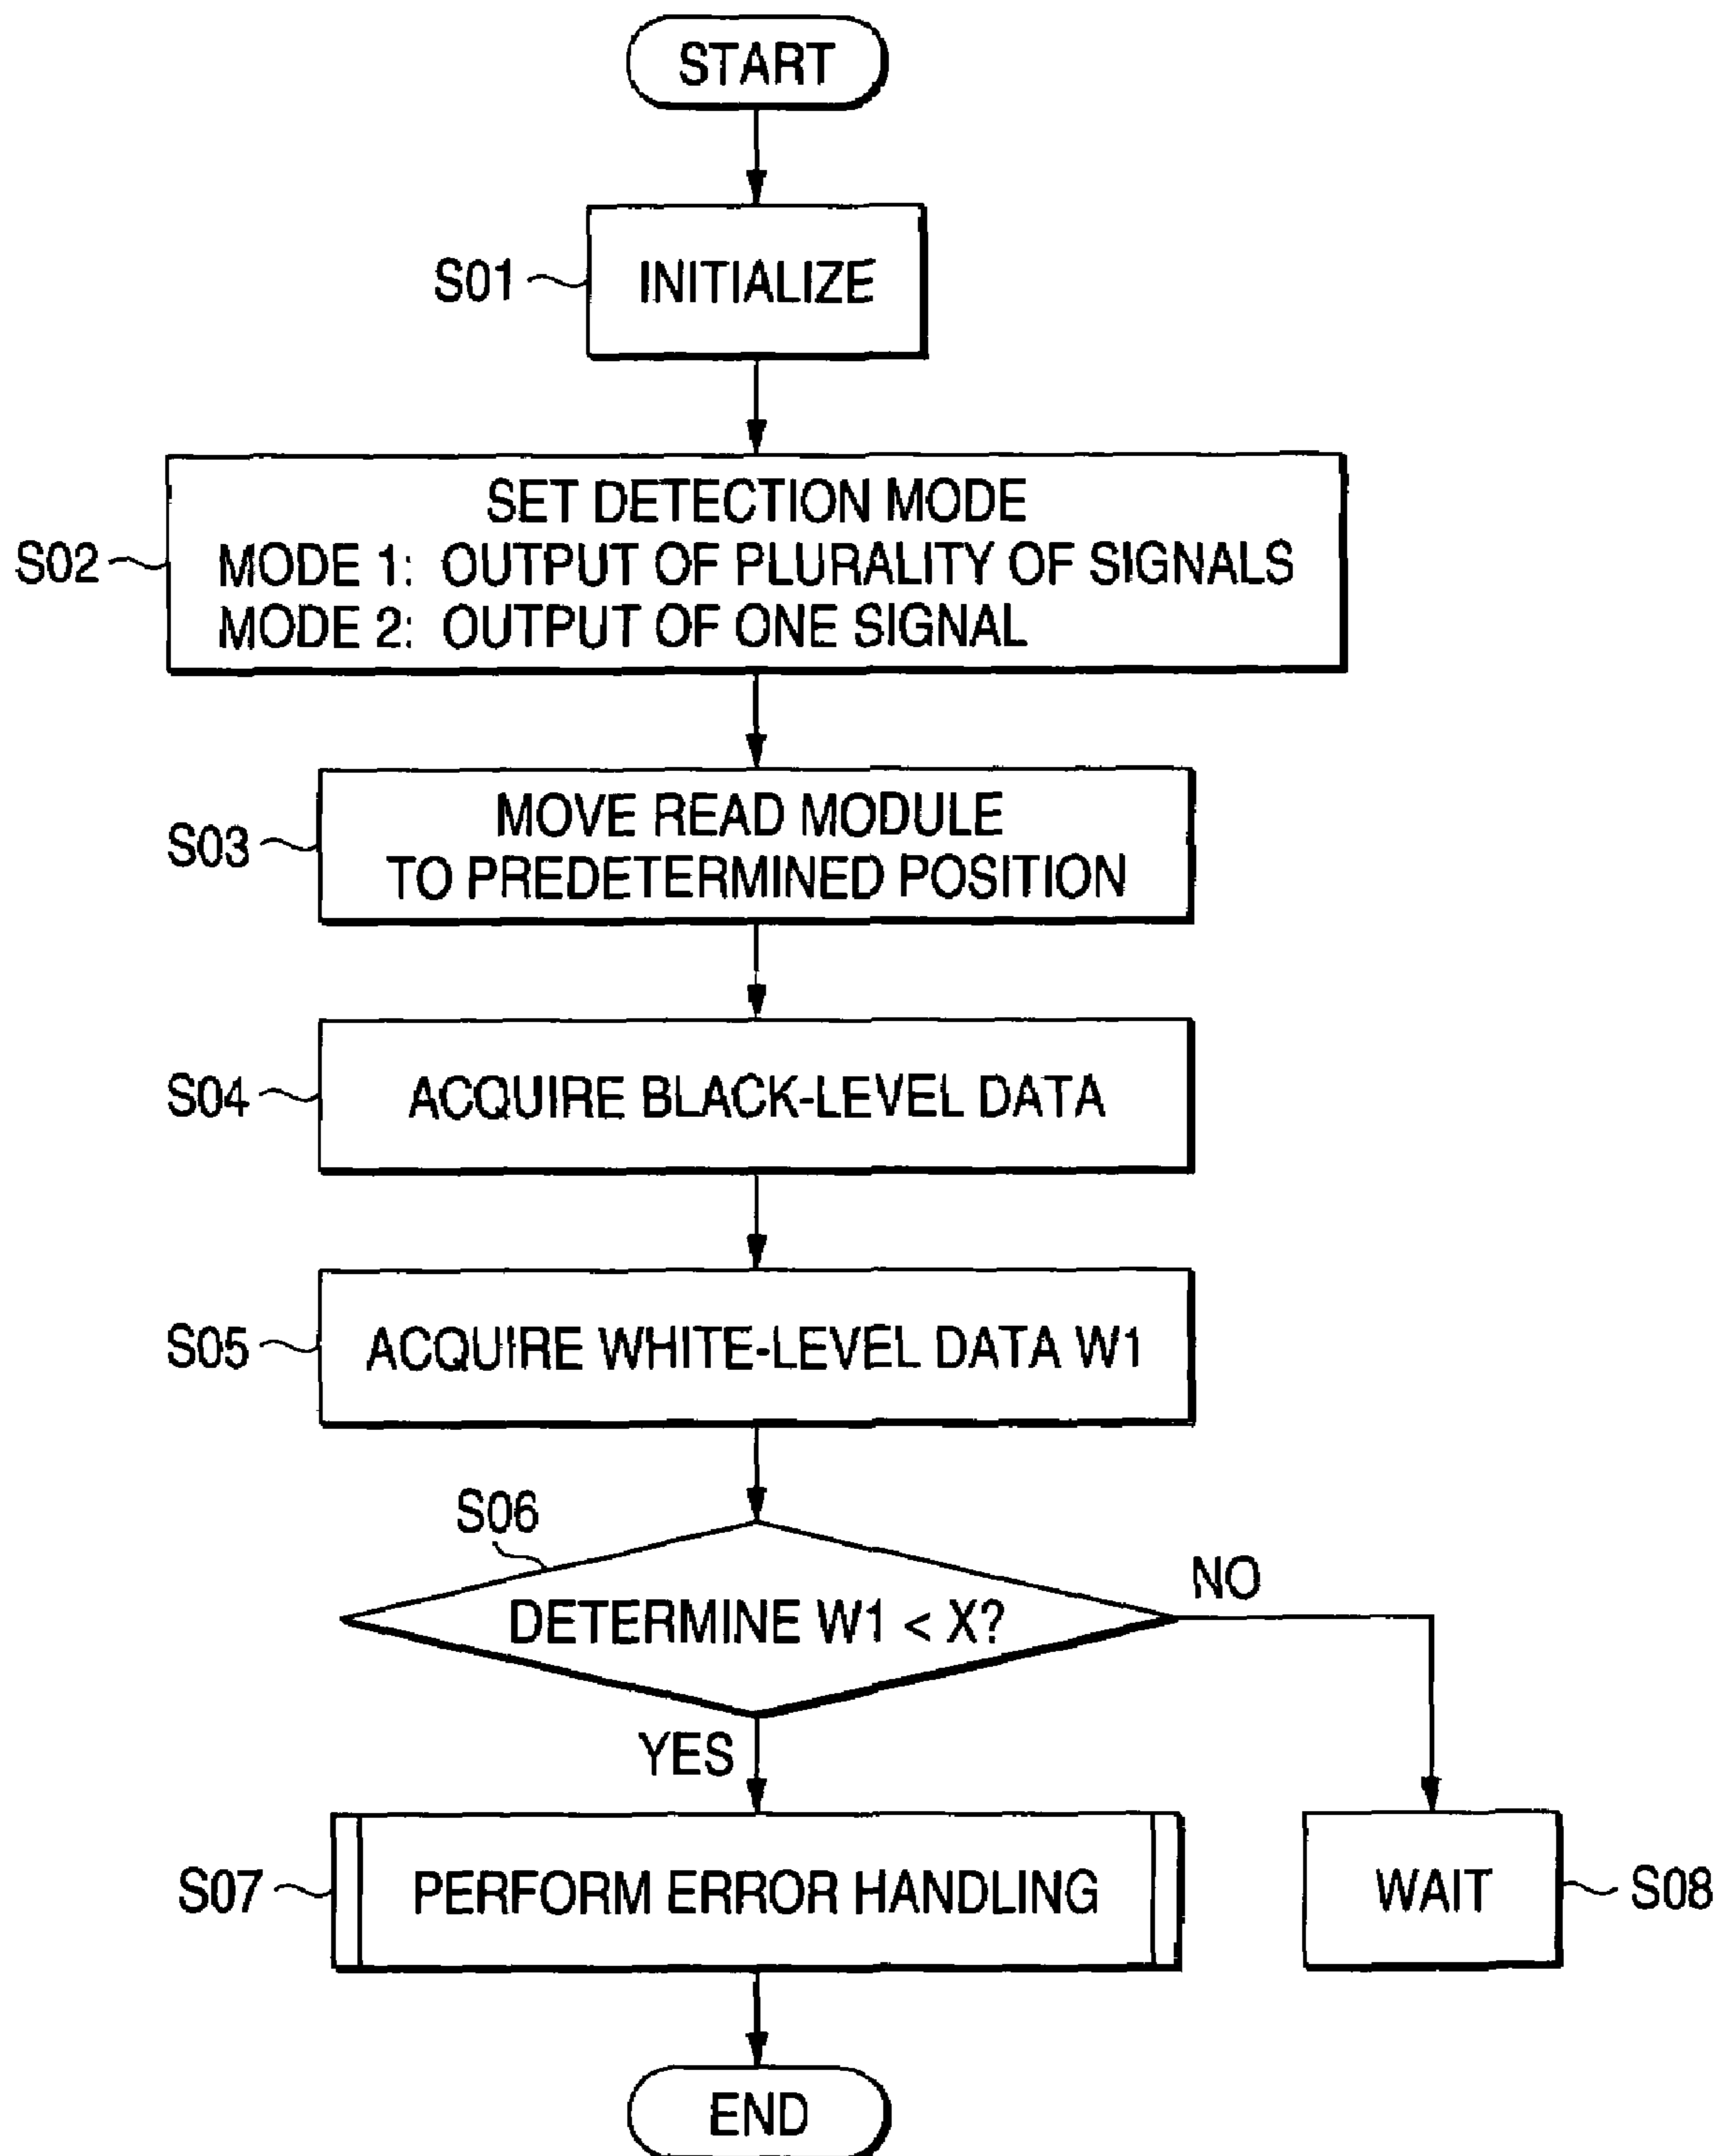 START
S01
INITIALIZE
S02
SET DETECTION MODE
MODE 1: OUTPUT OF PLURALITY OF SIGNALS
MODE 2: OUTPUT OF ONE SIGNAL
S03
MOVE READ MODULE
TO PREDETERMINED POSITION
S04
ACQUIRE BLACK-LEVEL DATA
S05
ACQUIRE WHITE-LEVEL DATA W1
S06
DETERMINE W1 < X?
NO
YES
S07
PERFORM ERROR HANDLING
WAIT
S08
END